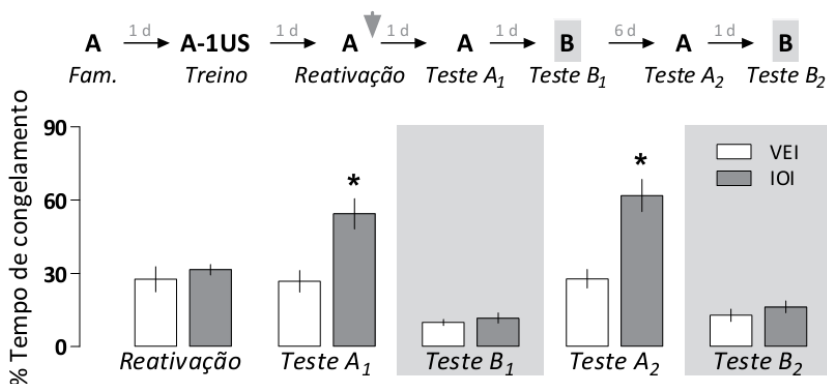 A 1 d A-1US 1 d A 1 d A 1 d B 6 d A 1 d B
Fam. Treino Reativação Teste A₁ Teste B₁ Teste A₂ Teste B₂
% Tempo de congelamento
90
60
30
0
* *
VEI
IOI
Reativação Teste A₁ Teste B₁ Teste A₂ Teste B₂